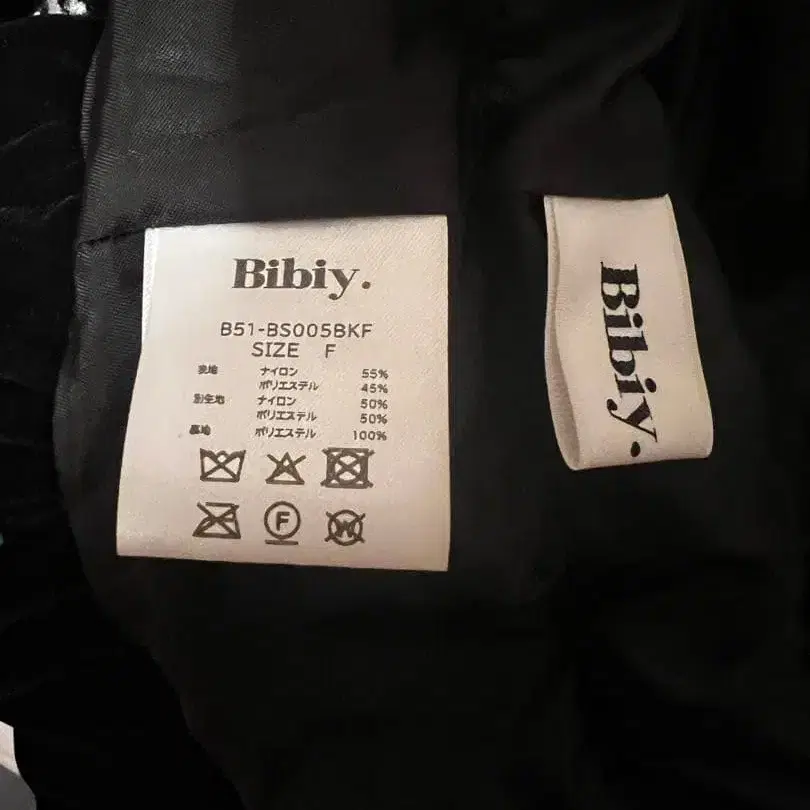 Bibiy.
B51-BS005BKF
SIZE F
表地 ナイロン 55%
ポリエステル 45%
別生地 ナイロン 50%
ポリエステル 50%
裏地 ポリエステル 100%
F
W
Bibiy.